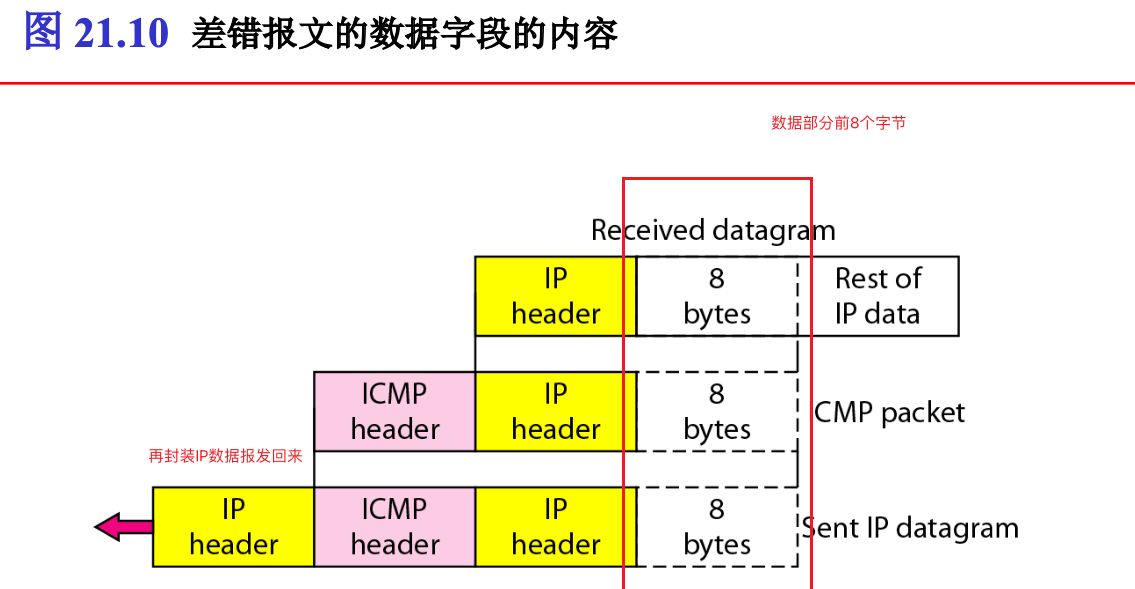 图 21.10 差错报文的数据字段的内容
数据部分前8个字节
Received datagram
IP
header
8
bytes
Rest of
IP data
ICMP
header
IP
header
8
bytes
CMP packet
再封装IP数据报发回来
IP
header
ICMP
header
IP
header
8
bytes
Sent IP datagram